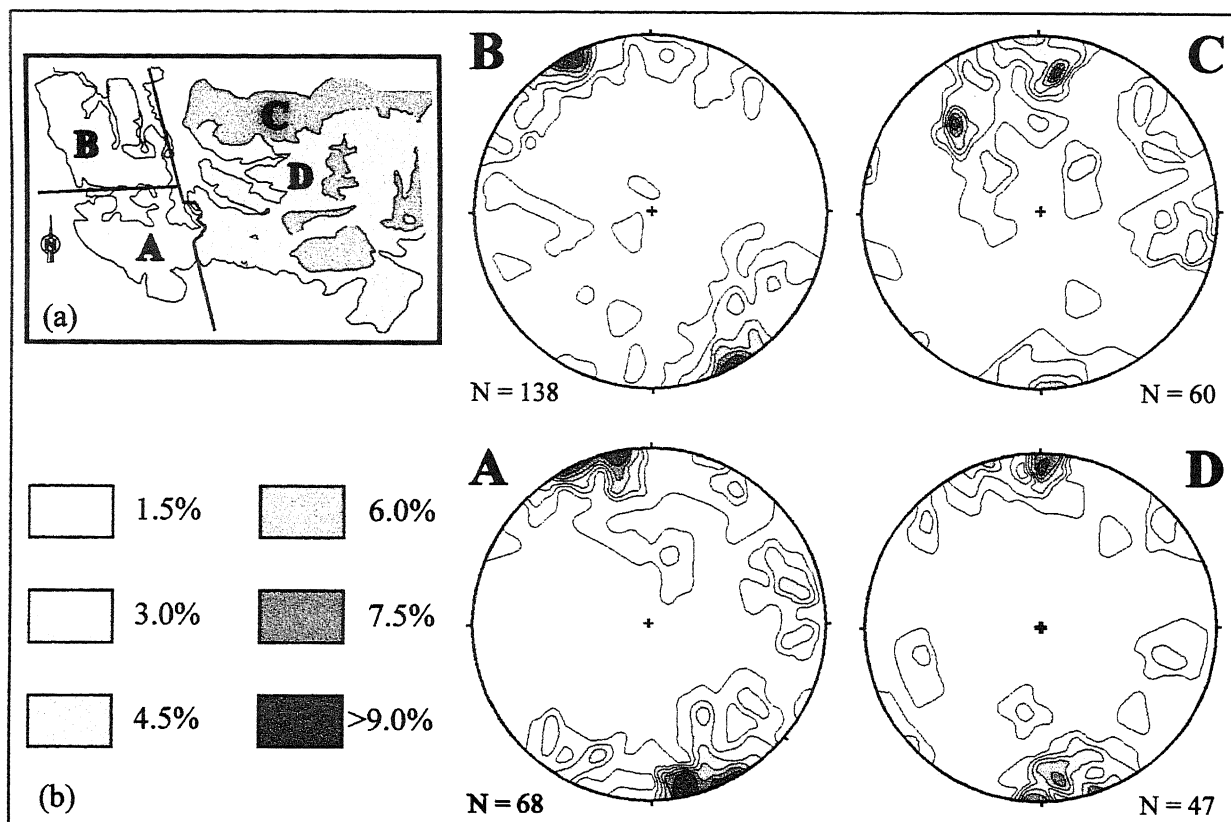 B
C
D
A
N
(a)
B
N = 138
C
N = 60
A
N = 68
D
N = 47
1.5%
6.0%
3.0%
7.5%
4.5%
>9.0%
(b)